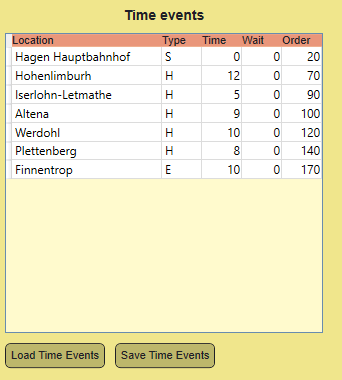 Time events
Location Type Time Wait Order
Hagen Hauptbahnhof S 0 0 20
Hohenlimburh H 12 0 70
Iserlohn-Letmathe H 5 0 90
Altena H 9 0 100
Werdohl H 10 0 120
Plettenberg H 8 0 140
Finnentrop E 10 0 170
Load Time Events Save Time Events